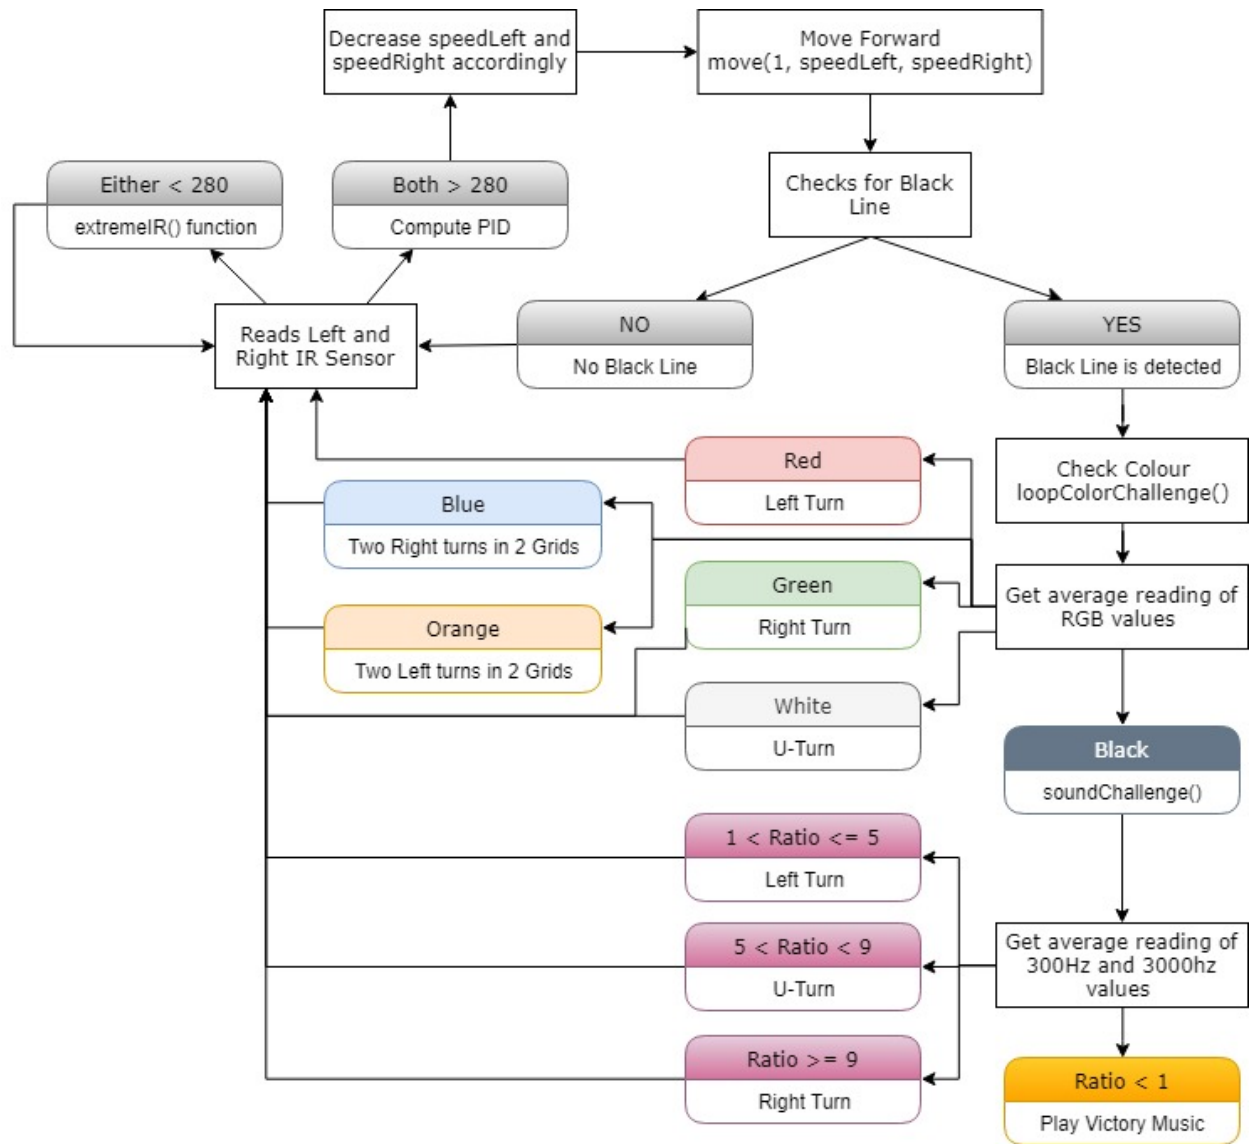 Decrease speedLeft and
speedRight accordingly
Move Forward
move(1, speedLeft, speedRight)
Either < 280
extremeIR() function
Both > 280
Compute PID
Checks for Black
Line
Reads Left and
Right IR Sensor
NO
No Black Line
YES
Black Line is detected
Red
Left Turn
Check Colour
loopColorChallenge()
Blue
Two Right turns in 2 Grids
Green
Right Turn
Get average reading of
RGB values
Orange
Two Left turns in 2 Grids
White
U-Turn
Black
soundChallenge()
1 < Ratio <= 5
Left Turn
5 < Ratio < 9
U-Turn
Get average reading of
300Hz and 3000hz
values
Ratio >= 9
Right Turn
Ratio < 1
Play Victory Music